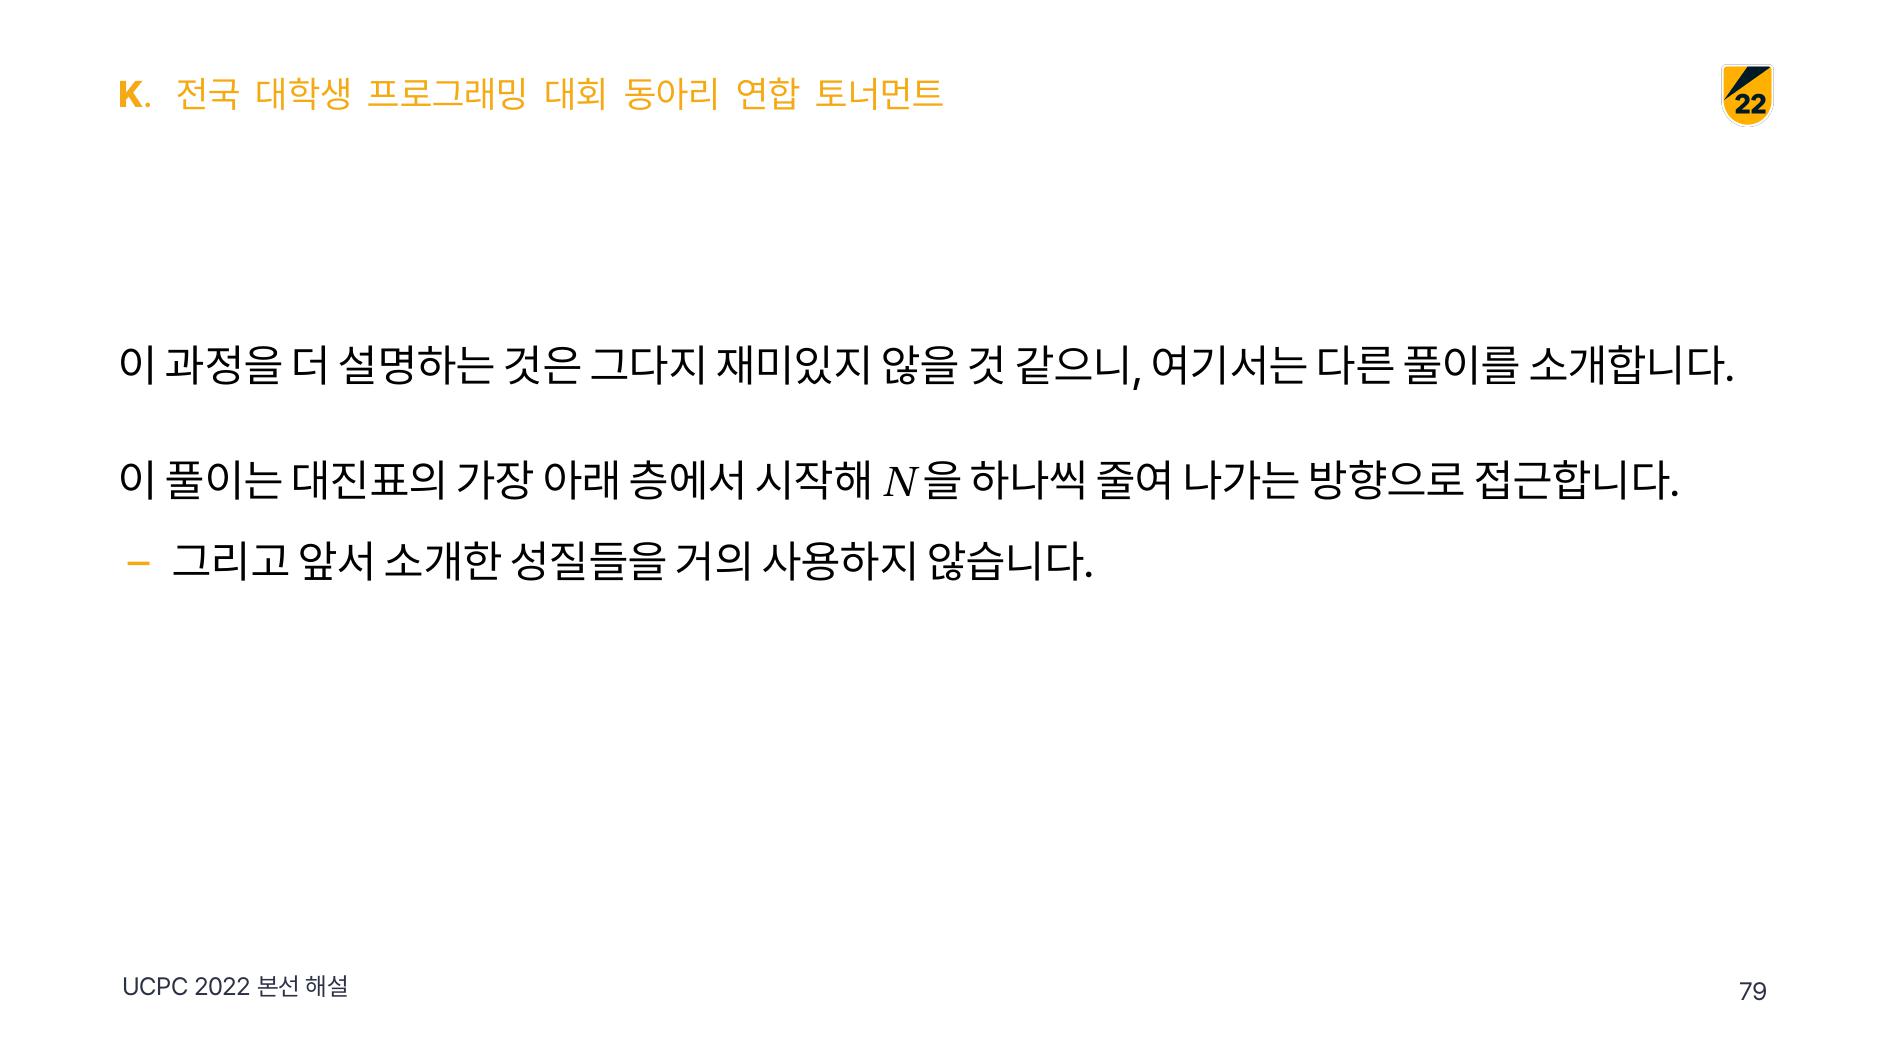 K. 전국 대학생 프로그래밍 대회 동아리 연합 토너먼트
22
이 과정을 더 설명하는 것은 그다지 재미있지 않을 것 같으니, 여기서는 다른 풀이를 소개합니다.
이 풀이는 대진표의 가장 아래 층에서 시작해 N을 하나씩 줄여 나가는 방향으로 접근합니다.
– 그리고 앞서 소개한 성질들을 거의 사용하지 않습니다.
UCPC 2022 본선 해설
79